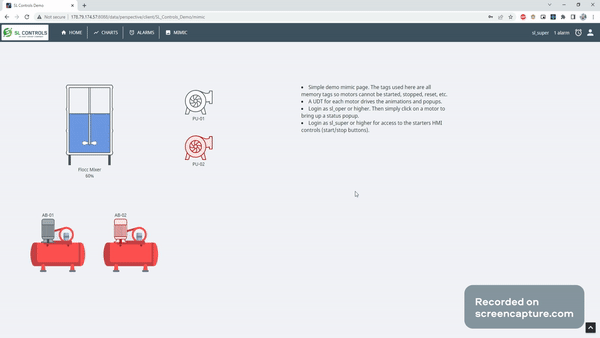 SL Controls Demo
Not secure | 178.79.174.57:8088/data/perspective/client/SL_Controls_Demo/mimic
SL CONTROLS
HOME
CHARTS
ALARMS
MIMIC
sl_super
1 alarm
Simple demo mimic page. The tags used here are all
memory tags so motors cannot be started, stopped, reset, etc.
A UDT for each motor drives the animations and popups.
Login as sl_oper or higher. Then simply click on a motor to
bring up a status popup.
Login as sl_super or higher for access to the starters HMI
controls (start/stop buttons).
PU-01
PU-02
Flocc Mixer
60%
AB-01
AB-02
Recorded on
screencapture.com